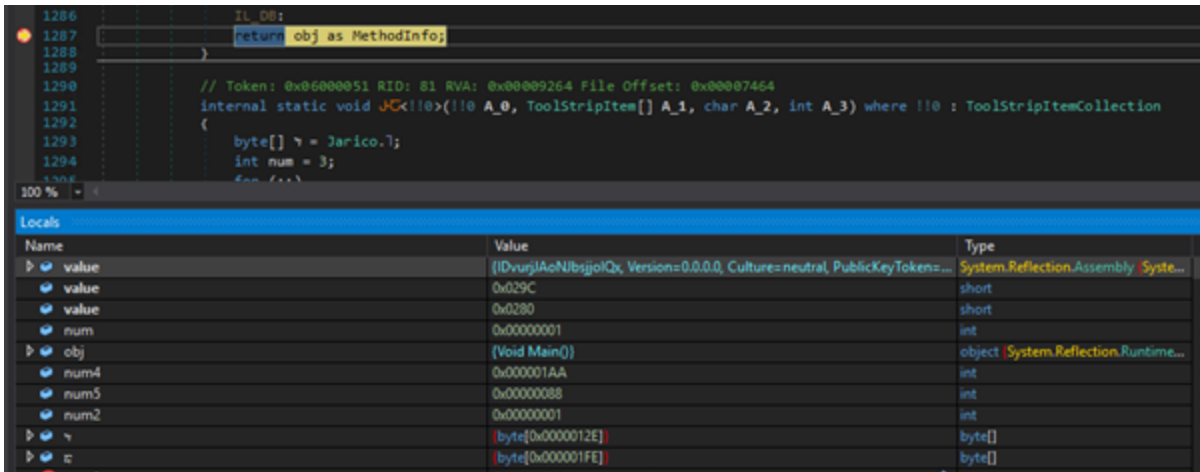 1286 IL_DB:
1287 return obj as MethodInfo;
1288 }
1289
1290 // Token: 0x06000051 RID: 81 RVA: 0x00009264 File Offset: 0x00007464
1291 internal static void <!!0>(!!0 A_0, ToolStripItem[] A_1, char A_2, int A_3) where !!0 : ToolStripItemCollection
1292 {
1293 byte[] = Jarico.
1294 int num = 3;
1295 for (;;)
100 %
Locals
Name Value Type
value Version=0.0.0.0, Culture=neutral, PublicKeyToken=... System.Reflection.Assembly {Syste...
value 0x029C short
value 0x0280 short
num 0x00000001 int
obj {Void Main()} object {System.Reflection.Runtime...
num4 0x000001AA int
num5 0x00000088 int
num2 0x00000001 int
{byte[0x0000012E]} byte[]
{byte[0x000001FE]} byte[]